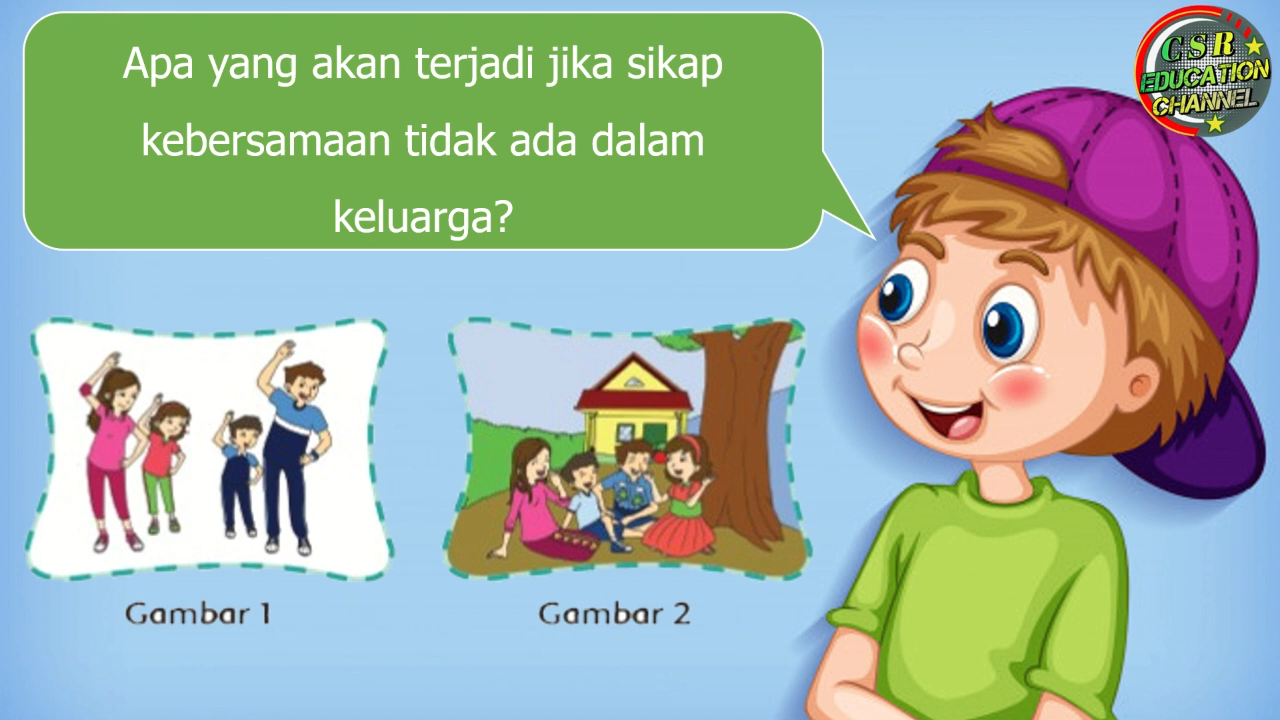 Apa yang akan terjadi jika sikap
kebersamaan tidak ada dalam
keluarga?
CSR
EDUCATION
CHANNEL
Gambar 1
Gambar 2